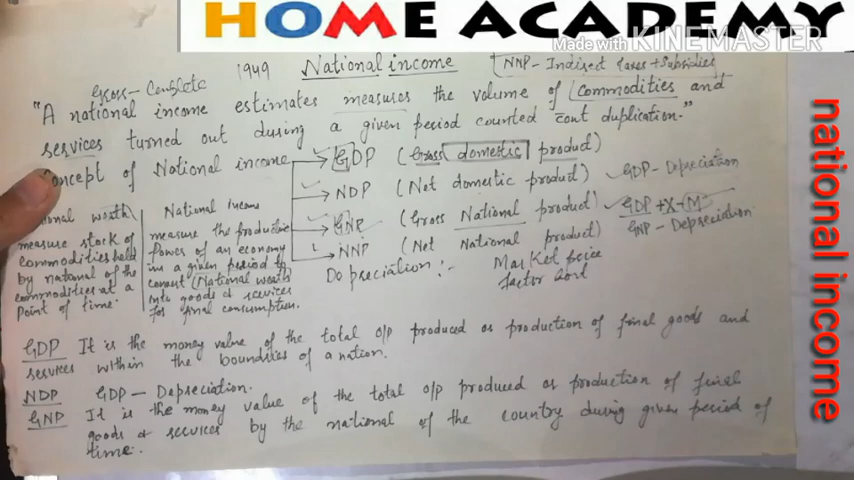 HOME ACADEMY
Made with KINEMASTER
1949 National income
NNP - Indirect taxes + Subsidies
Gross - Complete
"A national income estimates measures the volume of commodities and
services turned out during a given period counted out duplication."
Concept of National income
GDP (Gross domestic product)
NDP (Net domestic product) GDP - Depreciation
GNP (Gross National product) GDP + X - M
NNP (Net National product) GNP - Depreciation
Depreciation :- Market price
factor
ional worth
measure stock of
commodities held
by national of the
commodities at a
Point of time.
National income
measure the productive
Power of an economy
in a given period to
convert (National worth
into goods & services
for final consumption.
GDP It is the money value of the total o/p produced or production of final goods and
services within the boundries of a nation.
NDP GDP - Depreciation.
GNP It is the money value of the total o/p produced or production of final
goods & services by the national of the country during given period of
time.
national income